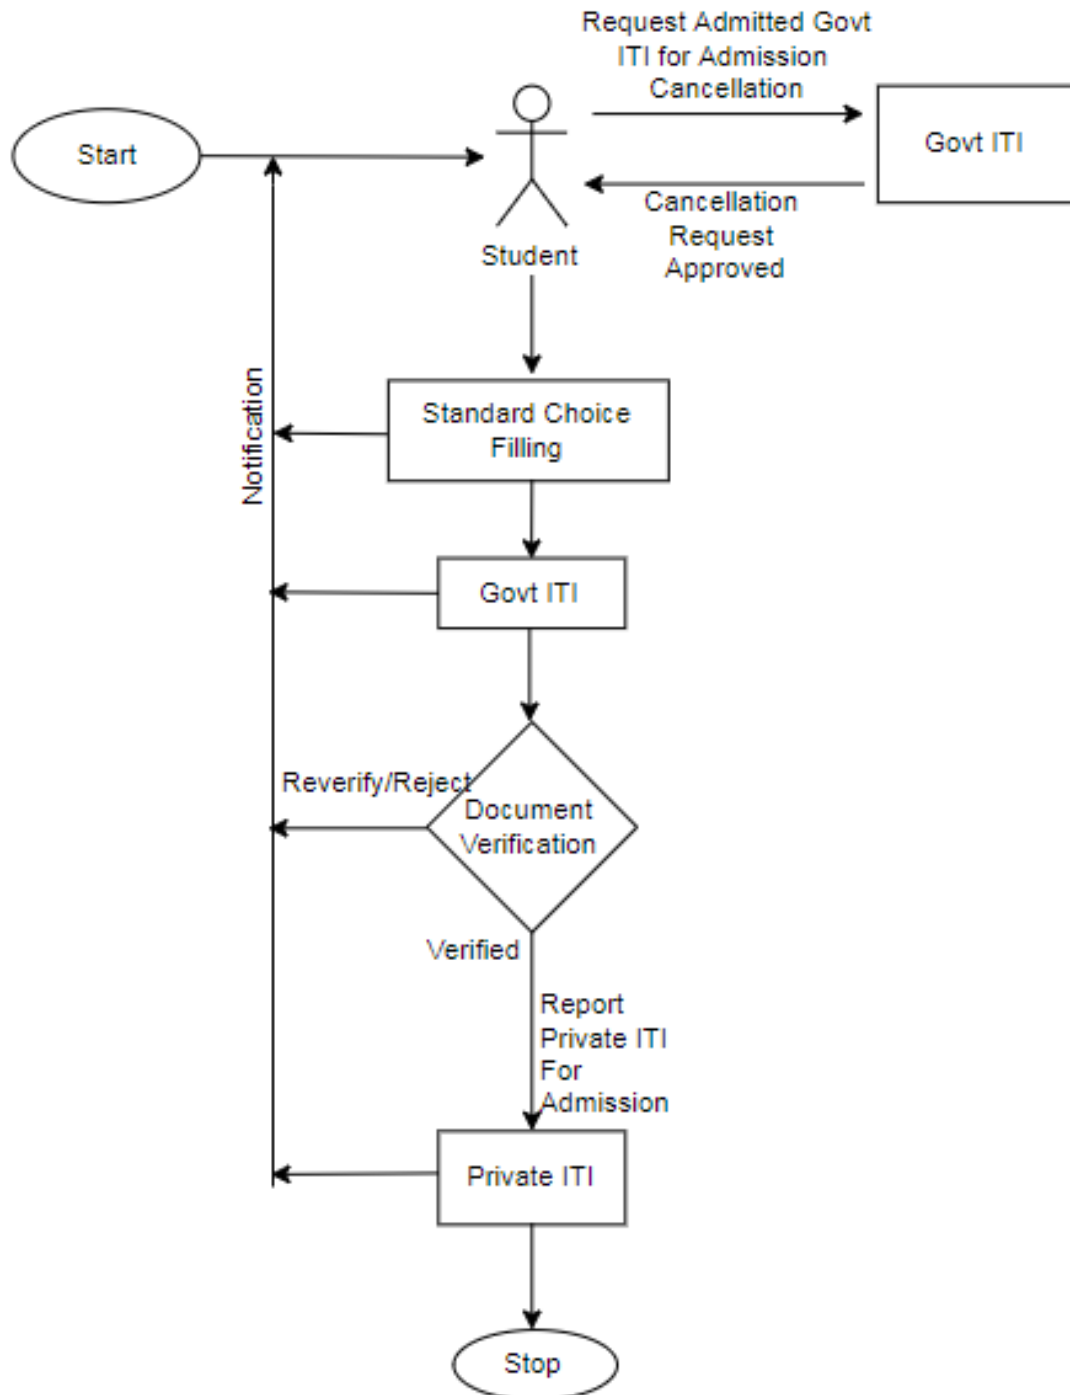 Request Admitted Govt
ITI for Admission
Cancellation
Start
Govt ITI
Cancellation
Request
Approved
Student
Notification
Standard Choice
Filling
Govt ITI
Reverify/Reject
Document
Verification
Verified
Report
Private ITI
For
Admission
Private ITI
Stop